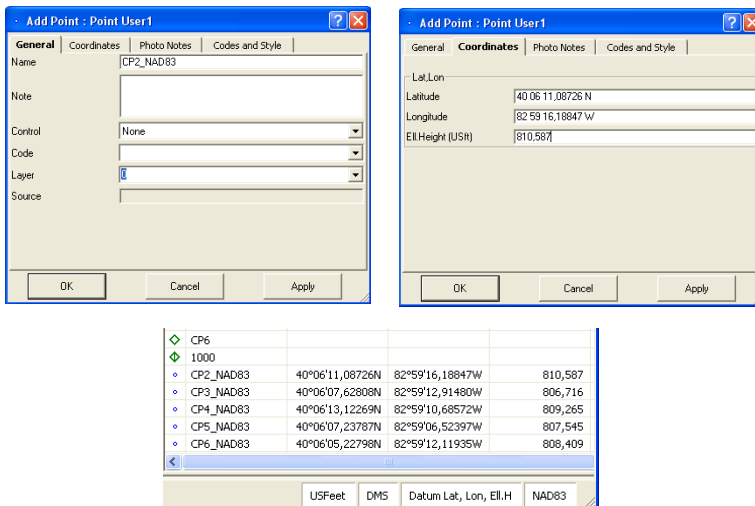 Add Point : Point User1
General Coordinates Photo Notes Codes and Style
Name CP2_NAD83
Note
Control None
Code
Layer 0
Source
OK Cancel Apply
Add Point : Point User1
General Coordinates Photo Notes Codes and Style
Lat,Lon
Latitude 40 06 11,08726 N
Longitude 82 59 16,18847 W
Ell.Height (USft) 810,587
OK Cancel Apply
CP6
1000
CP2_NAD83 40°06'11,08726N 82°59'16,18847W 810,587
CP3_NAD83 40°06'07,62808N 82°59'12,91480W 806,716
CP4_NAD83 40°06'13,12269N 82°59'10,68572W 809,265
CP5_NAD83 40°06'07,23787N 82°59'06,52397W 807,545
CP6_NAD83 40°06'05,22798N 82°59'12,11935W 808,409
USFeet DMS Datum Lat, Lon, Ell.H NAD83